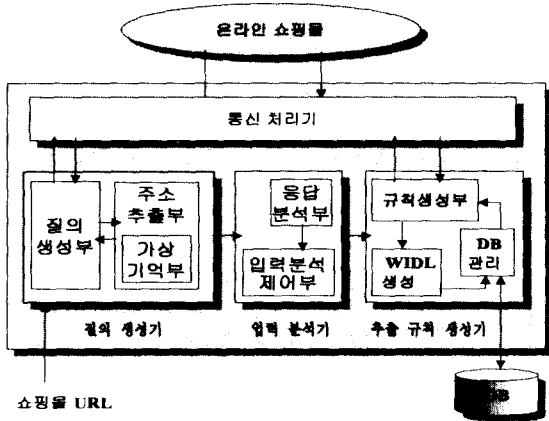 온라인 쇼핑몰
통신 처리기
질의
생성부
주소
추출부
가상
기억부
응답
분석부
입력분석
제어부
규칙생성부
WIDL
생성
DB
관리
질의 생성기
입력 분석기
추출 규칙 생성기
쇼핑몰 URL
DB